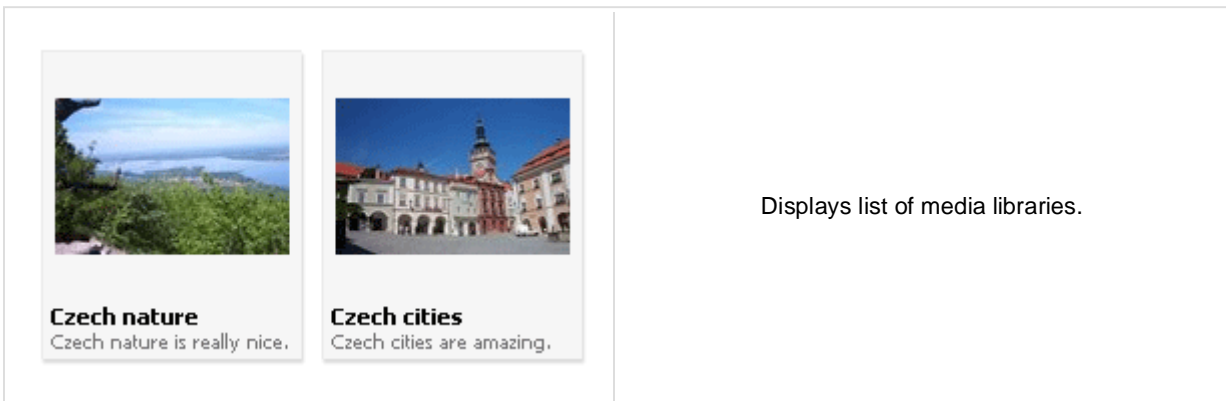 Czech nature
Czech nature is really nice.
Czech cities
Czech cities are amazing.
Displays list of media libraries.